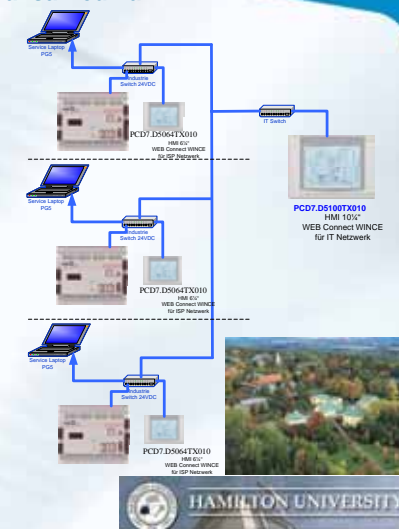 Service Laptop
PG5
Industrie
Switch 24VDC
PCD7.D5064TX010
HMI 6¼"
WEB Connect WINCE
für ISP Netzwerk
IT Switch
PCD7.D5100TX010
HMI 10¼"
WEB Connect WINCE
für IT Netzwerk
Service Laptop
PG5
Industrie
Switch 24VDC
PCD7.D5064TX010
HMI 6¼"
WEB Connect WINCE
für ISP Netzwerk
Service Laptop
PG5
Industrie
Switch 24VDC
PCD7.D5064TX010
HMI 6¼"
WEB Connect WINCE
für ISP Netzwerk
HAMILTON UNIVERSITY